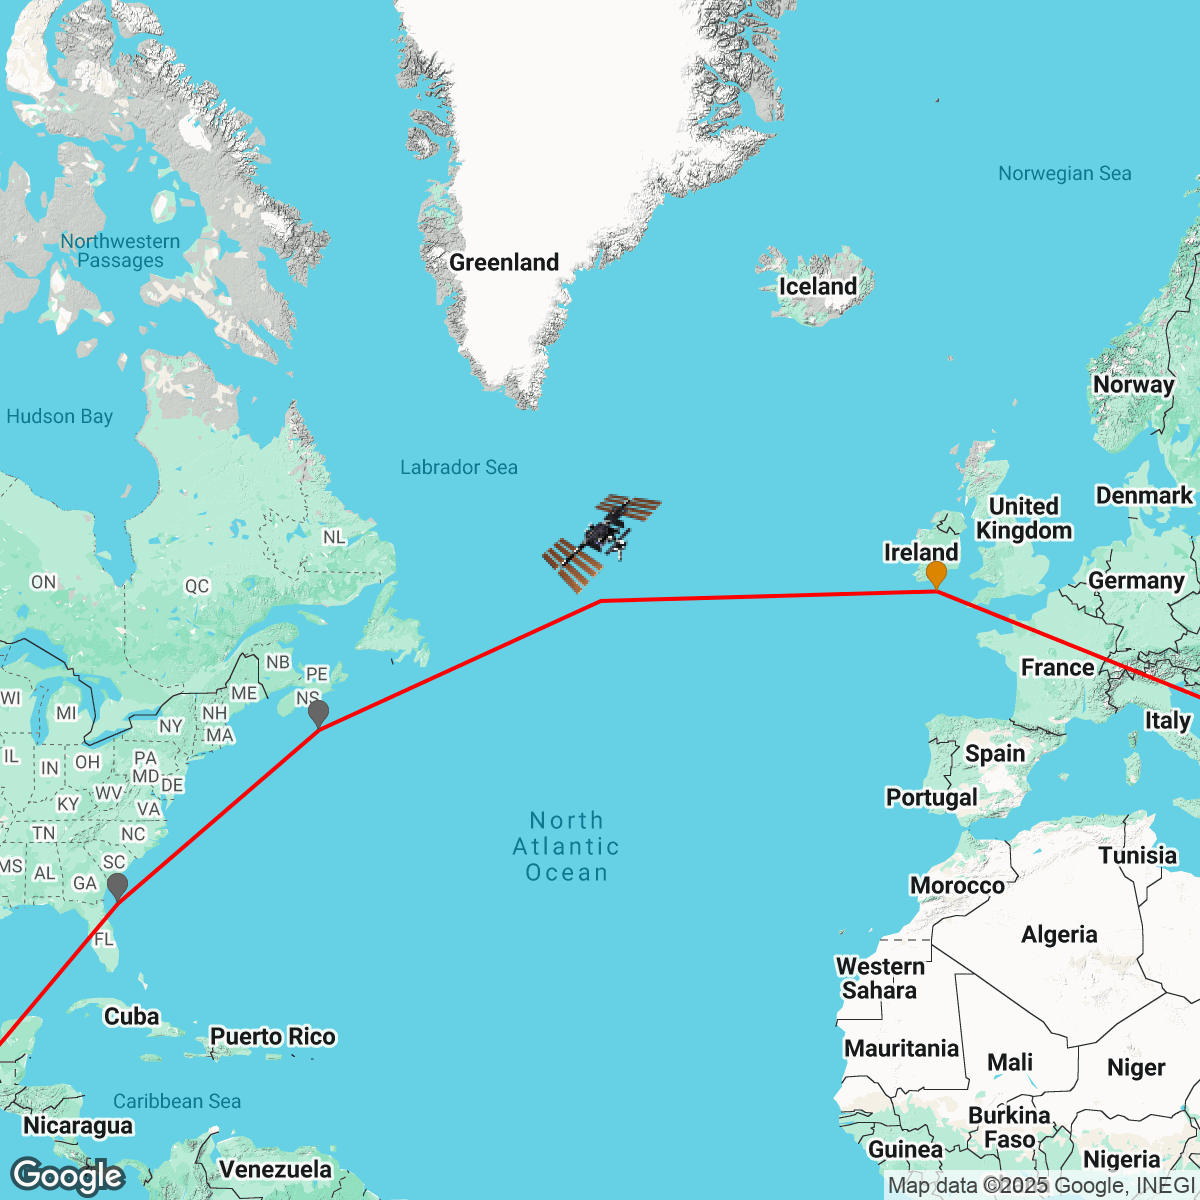 Norwegian Sea
Northwestern
Passages
Greenland
Iceland
Norway
Hudson Bay
Labrador Sea
Denmark
United
Kingdom
NL
Ireland
ON
QC
Germany
NB
PE
France
ME
NS
WI
MI
NY
NH
MA
Italy
IL
IN
OH
PA
MD
DE
Spain
WV
KY
VA
Portugal
North
Atlantic
Ocean
TN
NC
MS
AL
SC
GA
Tunisia
Morocco
FL
Algeria
Western
Sahara
Cuba
Puerto Rico
Mauritania
Mali
Niger
Caribbean Sea
Nicaragua
Burkina
Faso
Guinea
Nigeria
Venezuela
Google
Map data ©2025 Google, INEGI